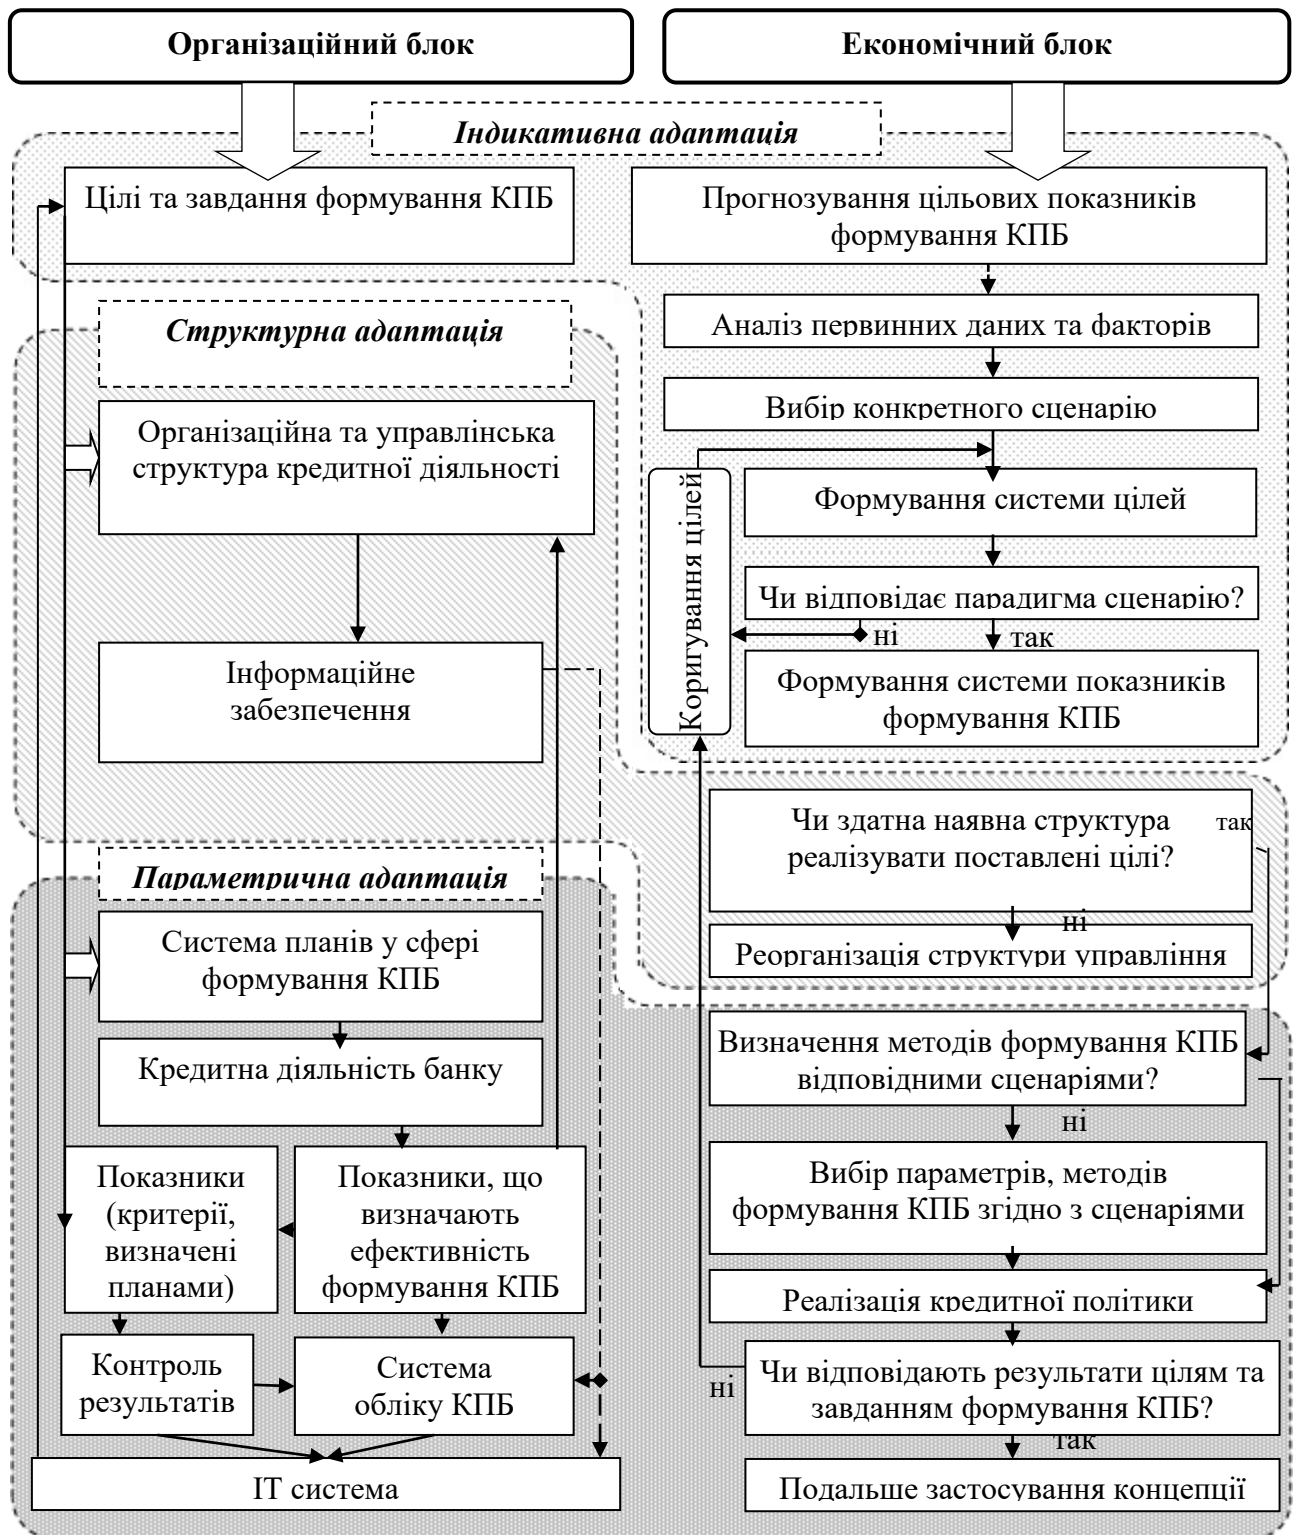 Організаційний блок
Економічний блок
Індикативна адаптація
Цілі та завдання формування КПБ
Прогнозування цільових показників
формування КПБ
Структурна адаптація
Аналіз первинних даних та факторів
Вибір конкретного сценарію
Організаційна та управлінська
структура кредитної діяльності
Коригування цілей
Формування системи цілей
Чи відповідає парадигма сценарію?
ні
так
Інформаційне
забезпечення
Формування системи показників
формування КПБ
Чи здатна наявна структура
реалізувати поставлені цілі?
так
ні
Реорганізація структури управління
Параметрична адаптація
Система планів у сфері
формування КПБ
Кредитна діяльність банку
Визначення методів формування КПБ
відповідними сценаріями?
ні
Показники
(критерії,
визначені
планами)
Показники, що
визначають
ефективність
формування КПБ
Вибір параметрів, методів
формування КПБ згідно з сценаріями
Реалізація кредитної політики
Контроль
результатів
Система
обліку КПБ
ні
Чи відповідають результати цілям та
завданням формування КПБ?
так
ІТ система
Подальше застосування концепції